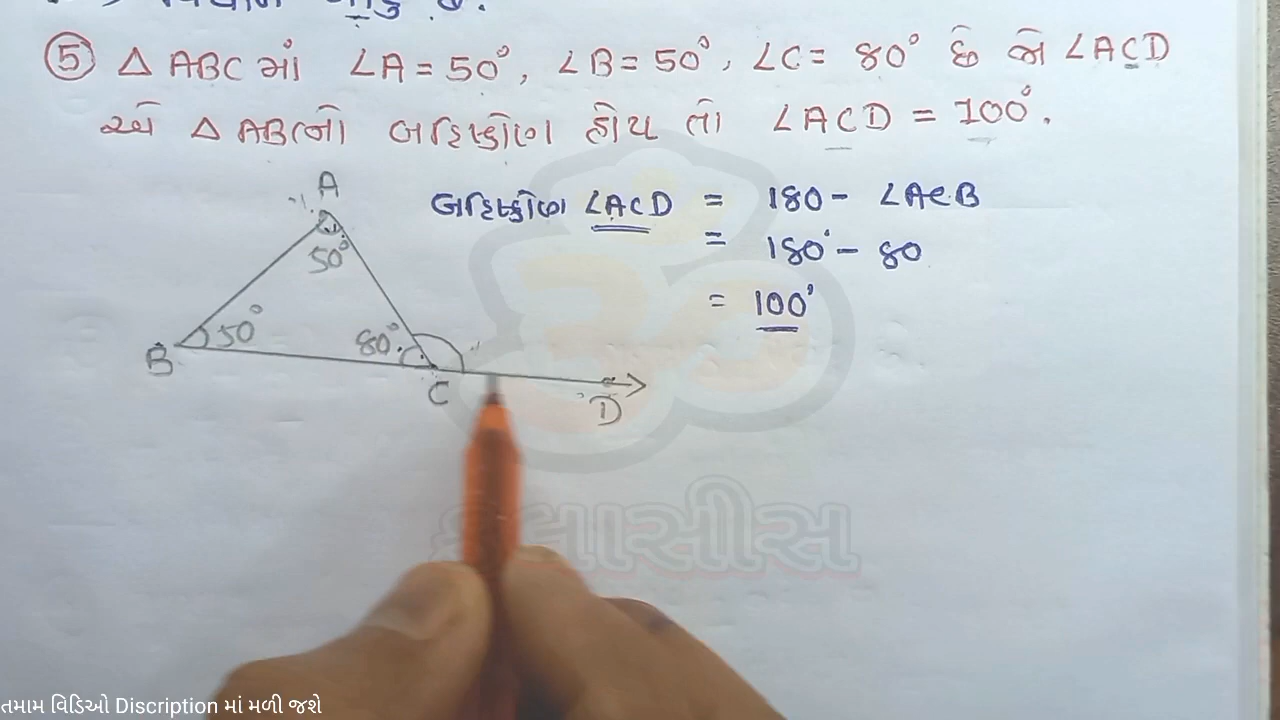 ⑤ △ ABC માં ∠A = 50°, ∠B = 50°, ∠C = 80° છે જો ∠ACD
એ △ ABCનો બહિષ્કોણ હોય તો ∠ACD = 100°.
બહિષ્કોણ ∠ACD = 180 - ∠ACB
= 180° - 80
= 100°
A
50°
B
50°
80°
C
D
ક્લાસીસ
તમામ વિડિઓ Discription માં મળી જશે